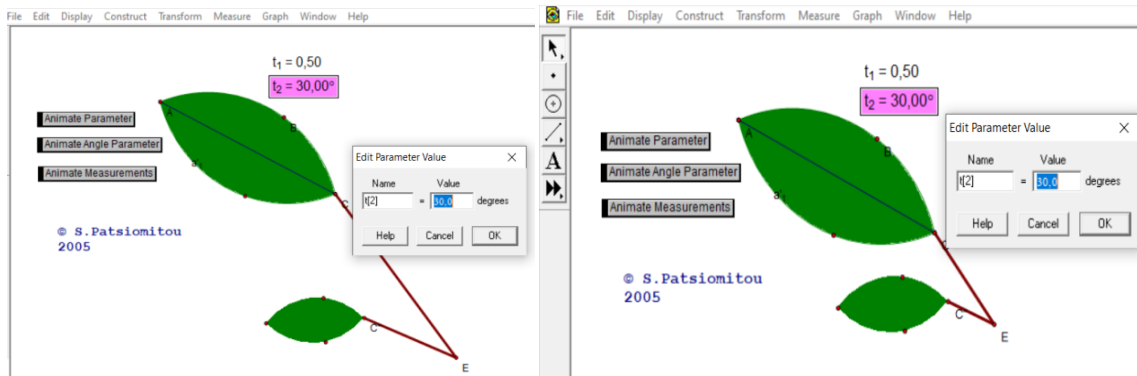 File Edit Display Construct Transform Measure Graph Window Help
t1 = 0,50
t2 = 30,00°
A
B
Animate Parameter
Animate Angle Parameter
Animate Measurements
a'1
C
Edit Parameter Value
Name Value
t[2] = 30,0 degrees
Help Cancel OK
© S.Patsiomitou
2005
C'
E
File Edit Display Construct Transform Measure Graph Window Help
t1 = 0,50
t2 = 30,00°
A
B
Animate Parameter
Animate Angle Parameter
Animate Measurements
a'1
A
Edit Parameter Value
Name Value
t[2] = 30,0 degrees
Help Cancel OK
© S.Patsiomitou
2005
C'
E